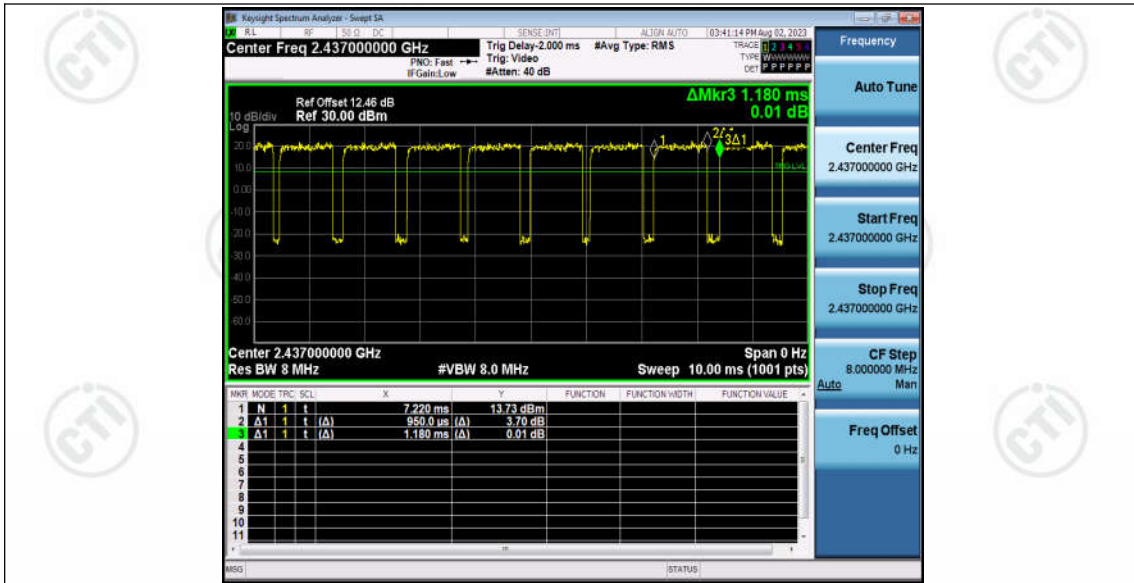 Keysight Spectrum Analyzer - Swept SA
RL RF 50 Ω DC SENSE:INT ALIGN AUTO 03:41:14 PM Aug 02, 2023
Center Freq 2.437000000 GHz Trig Delay-2.000 ms #Avg Type: RMS TRACE 1 2 3 4 5 6
PNO: Fast Trig: Video TYPE WWWWWW
IFGain:Low #Atten: 40 dB DET P P P P P P
Frequency
Auto Tune
ΔMkr3 1.180 ms
0.01 dB
Ref Offset 12.46 dB
10 dB/div Ref 30.00 dBm
Log
20.0
10.0
0.00
-10.0
-20.0
-30.0
-40.0
-50.0
-60.0
1
3Δ1
TRIG LVL
Center Freq
2.437000000 GHz
Start Freq
2.437000000 GHz
Stop Freq
2.437000000 GHz
Center 2.437000000 GHz Span 0 Hz
Res BW 8 MHz #VBW 8.0 MHz Sweep 10.00 ms (1001 pts)
CF Step
8.000000 MHz
Auto Man
Freq Offset
0 Hz
MKR MODE TRC SCL X Y FUNCTION FUNCTION WIDTH FUNCTION VALUE
1 N 1 t 7.220 ms 13.73 dBm
2 Δ1 1 t (Δ) 950.0 µs (Δ) 3.70 dB
3 Δ1 1 t (Δ) 1.180 ms (Δ) 0.01 dB
4
5
6
7
8
9
10
11
MSG STATUS
CTI
CTI
CTI
CTI